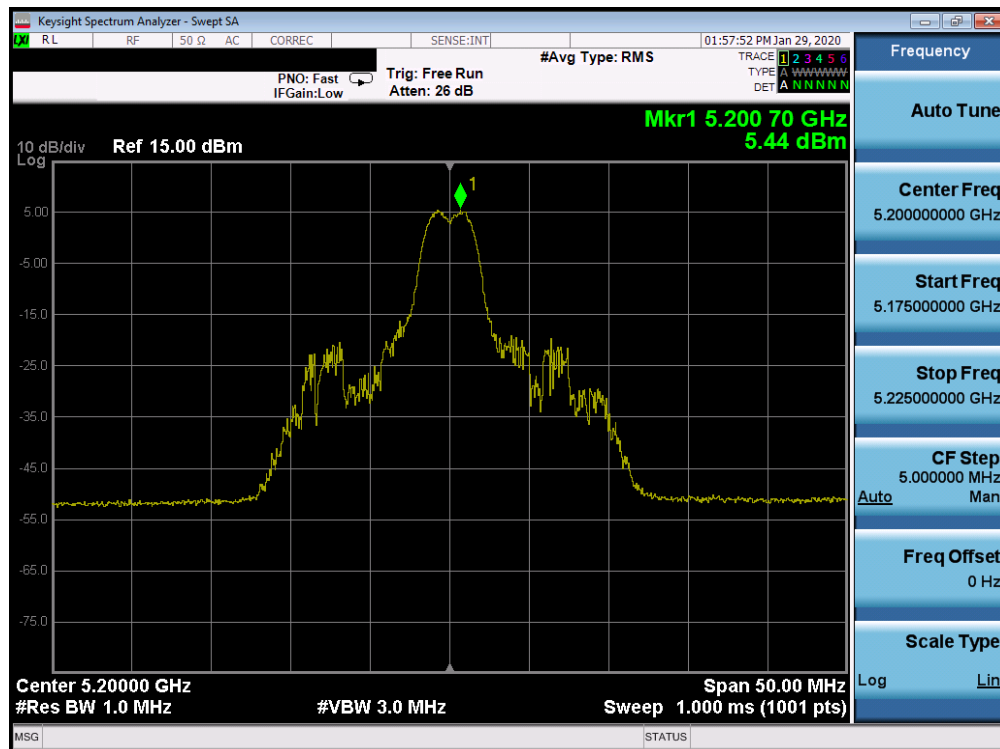 Keysight Spectrum Analyzer - Swept SA
LXI RL RF 50 Ω AC CORREC SENSE:INT 01:57:52 PM Jan 29, 2020
#Avg Type: RMS
TRACE 1 2 3 4 5 6
PNO: Fast Trig: Free Run
TYPE A WWWWW
IFGain:Low Atten: 26 dB
DET A N N N N N
Mkr1 5.200 70 GHz
5.44 dBm
10 dB/div Ref 15.00 dBm
Log
1
5.00
-5.00
-15.0
-25.0
-35.0
-45.0
-55.0
-65.0
-75.0
Center 5.20000 GHz Span 50.00 MHz
#Res BW 1.0 MHz #VBW 3.0 MHz Sweep 1.000 ms (1001 pts)
MSG STATUS
Frequency
Auto Tune
Center Freq
5.200000000 GHz
Start Freq
5.175000000 GHz
Stop Freq
5.225000000 GHz
CF Step
5.000000 MHz
Auto Man
Freq Offset
0 Hz
Scale Type
Log Lin